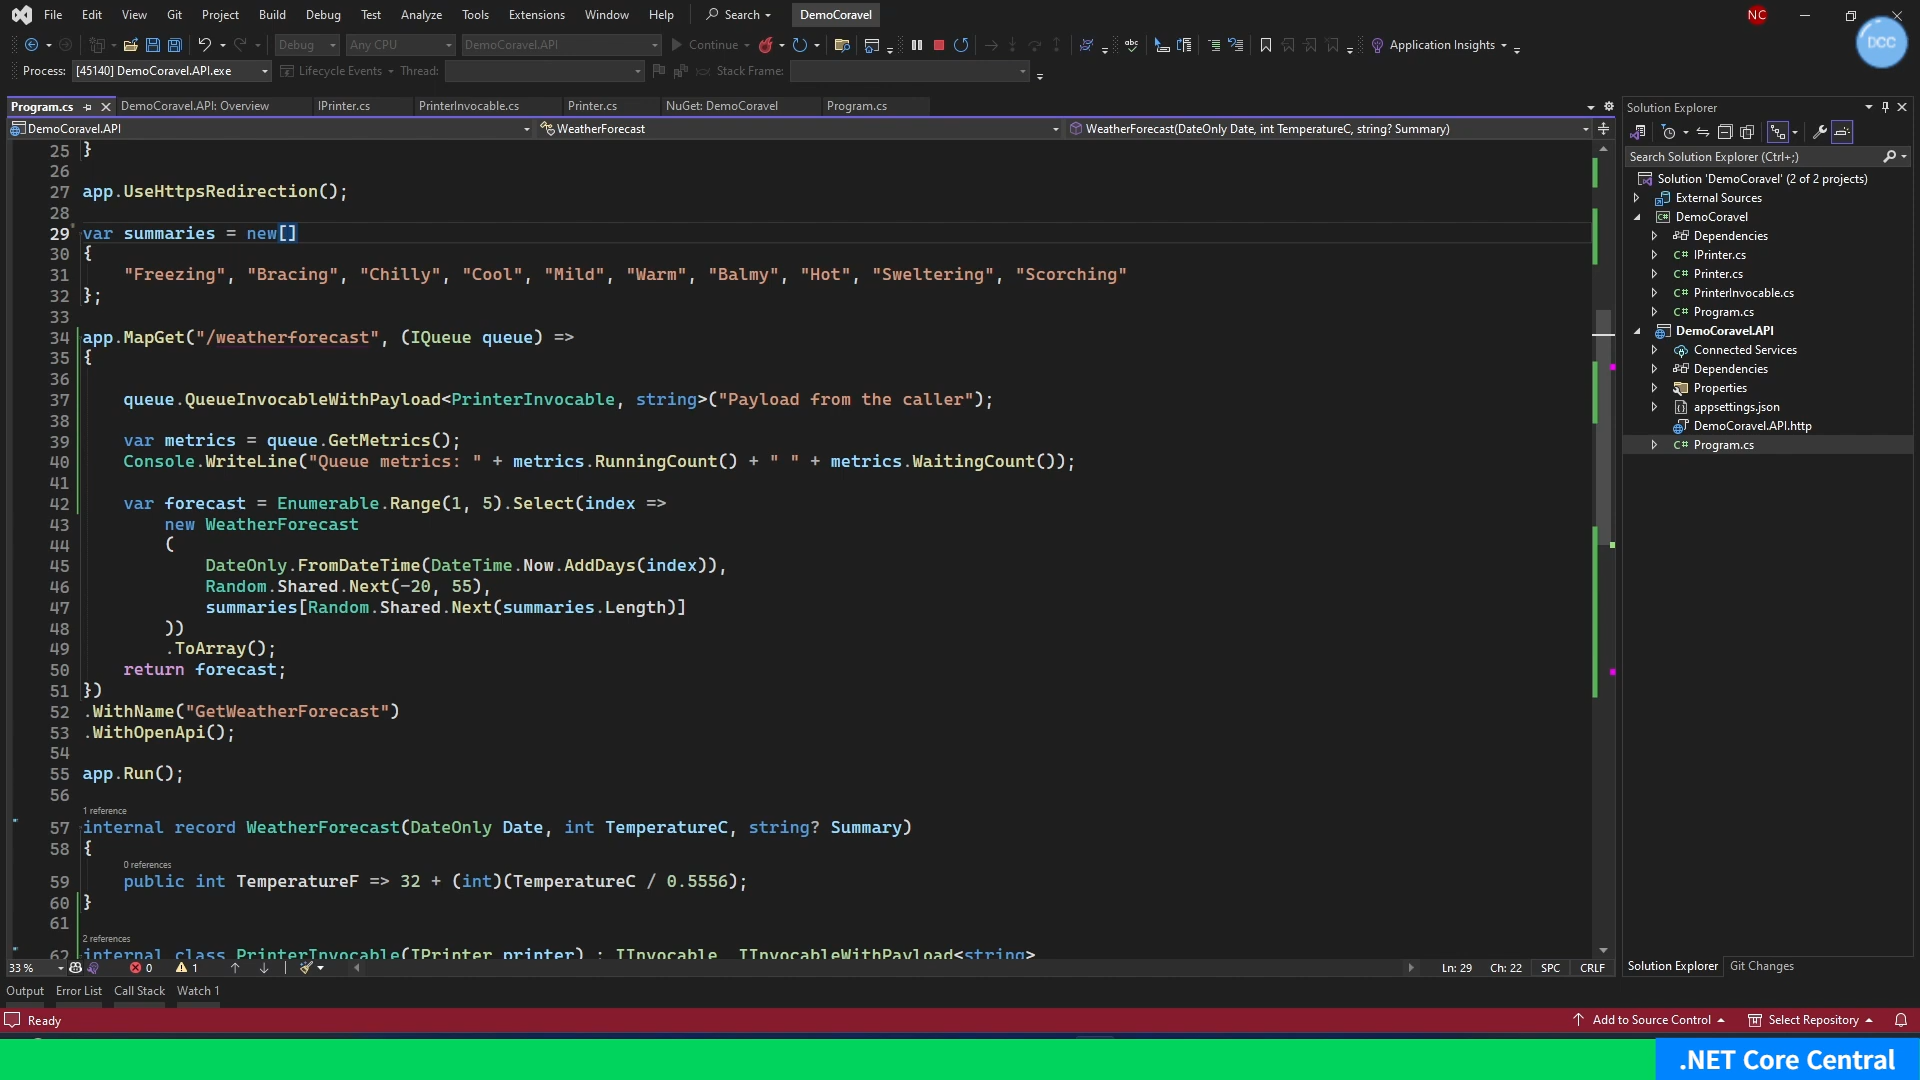 File Edit View Git Project Build Debug Test Analyze Tools Extensions Window Help Search DemoCoravel NC
Debug Any CPU DemoCoravel.API Continue Application Insights DCC
Process: [45140] DemoCoravel.API.exe Lifecycle Events Thread: Stack Frame:
Program.cs DemoCoravel.API: Overview IPrinter.cs PrinterInvocable.cs Printer.cs NuGet: DemoCoravel Program.cs
DemoCoravel.API WeatherForecast WeatherForecast(DateOnly Date, int TemperatureC, string? Summary)
25 }
26
27 app.UseHttpsRedirection();
28
29 var summaries = new[]
30 {
31 "Freezing", "Bracing", "Chilly", "Cool", "Mild", "Warm", "Balmy", "Hot", "Sweltering", "Scorching"
32 };
33
34 app.MapGet("/weatherforecast", (IQueue queue) =>
35 {
36
37 queue.QueueInvocableWithPayload<PrinterInvocable, string>("Payload from the caller");
38
39 var metrics = queue.GetMetrics();
40 Console.WriteLine("Queue metrics: " + metrics.RunningCount() + " " + metrics.WaitingCount());
41
42 var forecast = Enumerable.Range(1, 5).Select(index =>
43 new WeatherForecast
44 (
45 DateOnly.FromDateTime(DateTime.Now.AddDays(index)),
46 Random.Shared.Next(-20, 55),
47 summaries[Random.Shared.Next(summaries.Length)]
48 ))
49 .ToArray();
50 return forecast;
51 })
52 .WithName("GetWeatherForecast")
53 .WithOpenApi();
54
55 app.Run();
56
1 reference
57 internal record WeatherForecast(DateOnly Date, int TemperatureC, string? Summary)
58 {
0 references
59 public int TemperatureF => 32 + (int)(TemperatureC / 0.5556);
60 }
61
2 references
62 internal class PrinterInvocable(IPrinter printer) : IInvocable, IInvocableWithPayload<string>
33 % 0 1 Ln: 29 Ch: 22 SPC CRLF
Solution Explorer
Search Solution Explorer (Ctrl+;)
Solution 'DemoCoravel' (2 of 2 projects)
External Sources
DemoCoravel
Dependencies
IPrinter.cs
Printer.cs
PrinterInvocable.cs
Program.cs
DemoCoravel.API
Connected Services
Dependencies
Properties
appsettings.json
DemoCoravel.API.http
Program.cs
Solution Explorer Git Changes
Output Error List Call Stack Watch 1
Ready Add to Source Control Select Repository
.NET Core Central